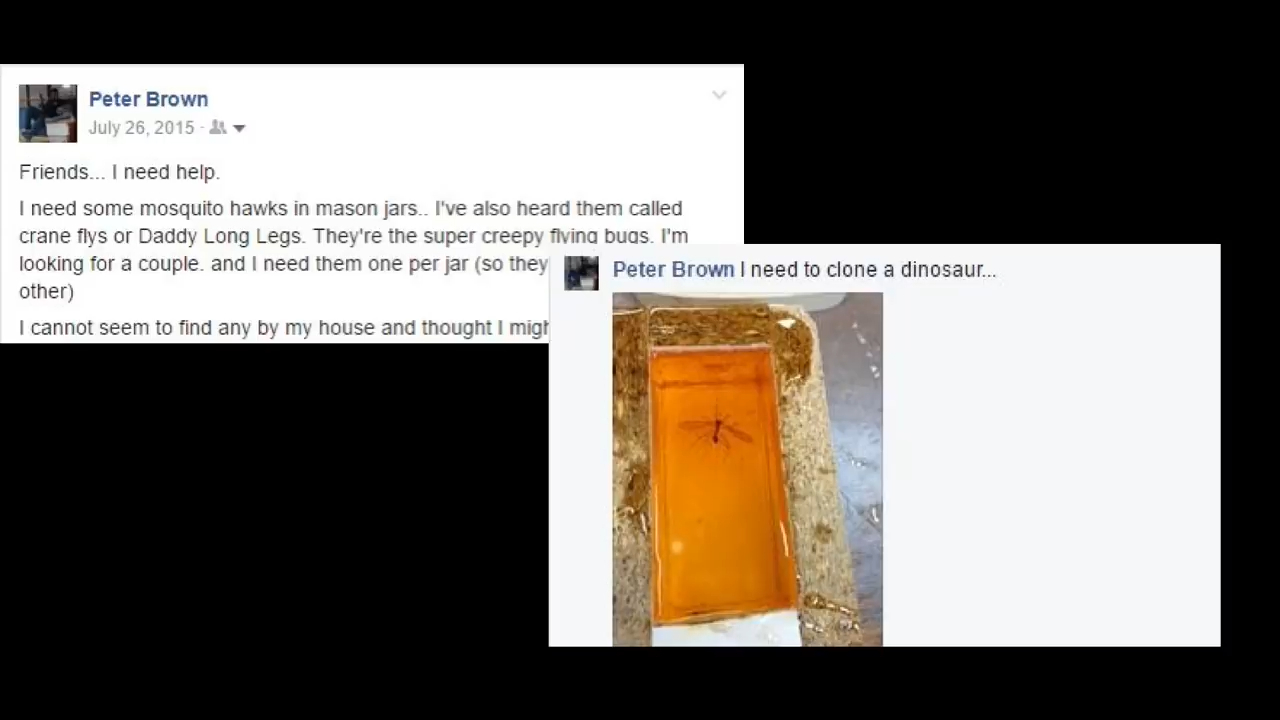 Peter Brown
July 26, 2015 ·
Friends... I need help.
I need some mosquito hawks in mason jars.. I've also heard them called
crane flys or Daddy Long Legs. They're the super creepy flying bugs. I'm
looking for a couple. and I need them one per jar (so they
other)
I cannot seem to find any by my house and thought I
Peter Brown I need to clone a dinosaur...